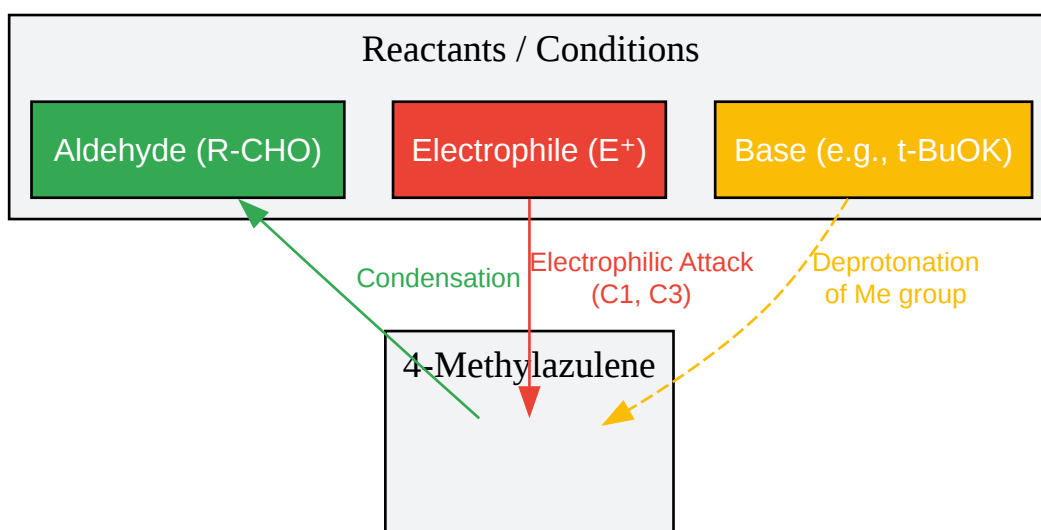 Reactants / Conditions
Aldehyde (R-CHO)
Electrophile (E⁺)
Base (e.g., t-BuOK)
Condensation
Electrophilic Attack
(C1, C3)
Deprotonation
of Me group
4-Methylazulene